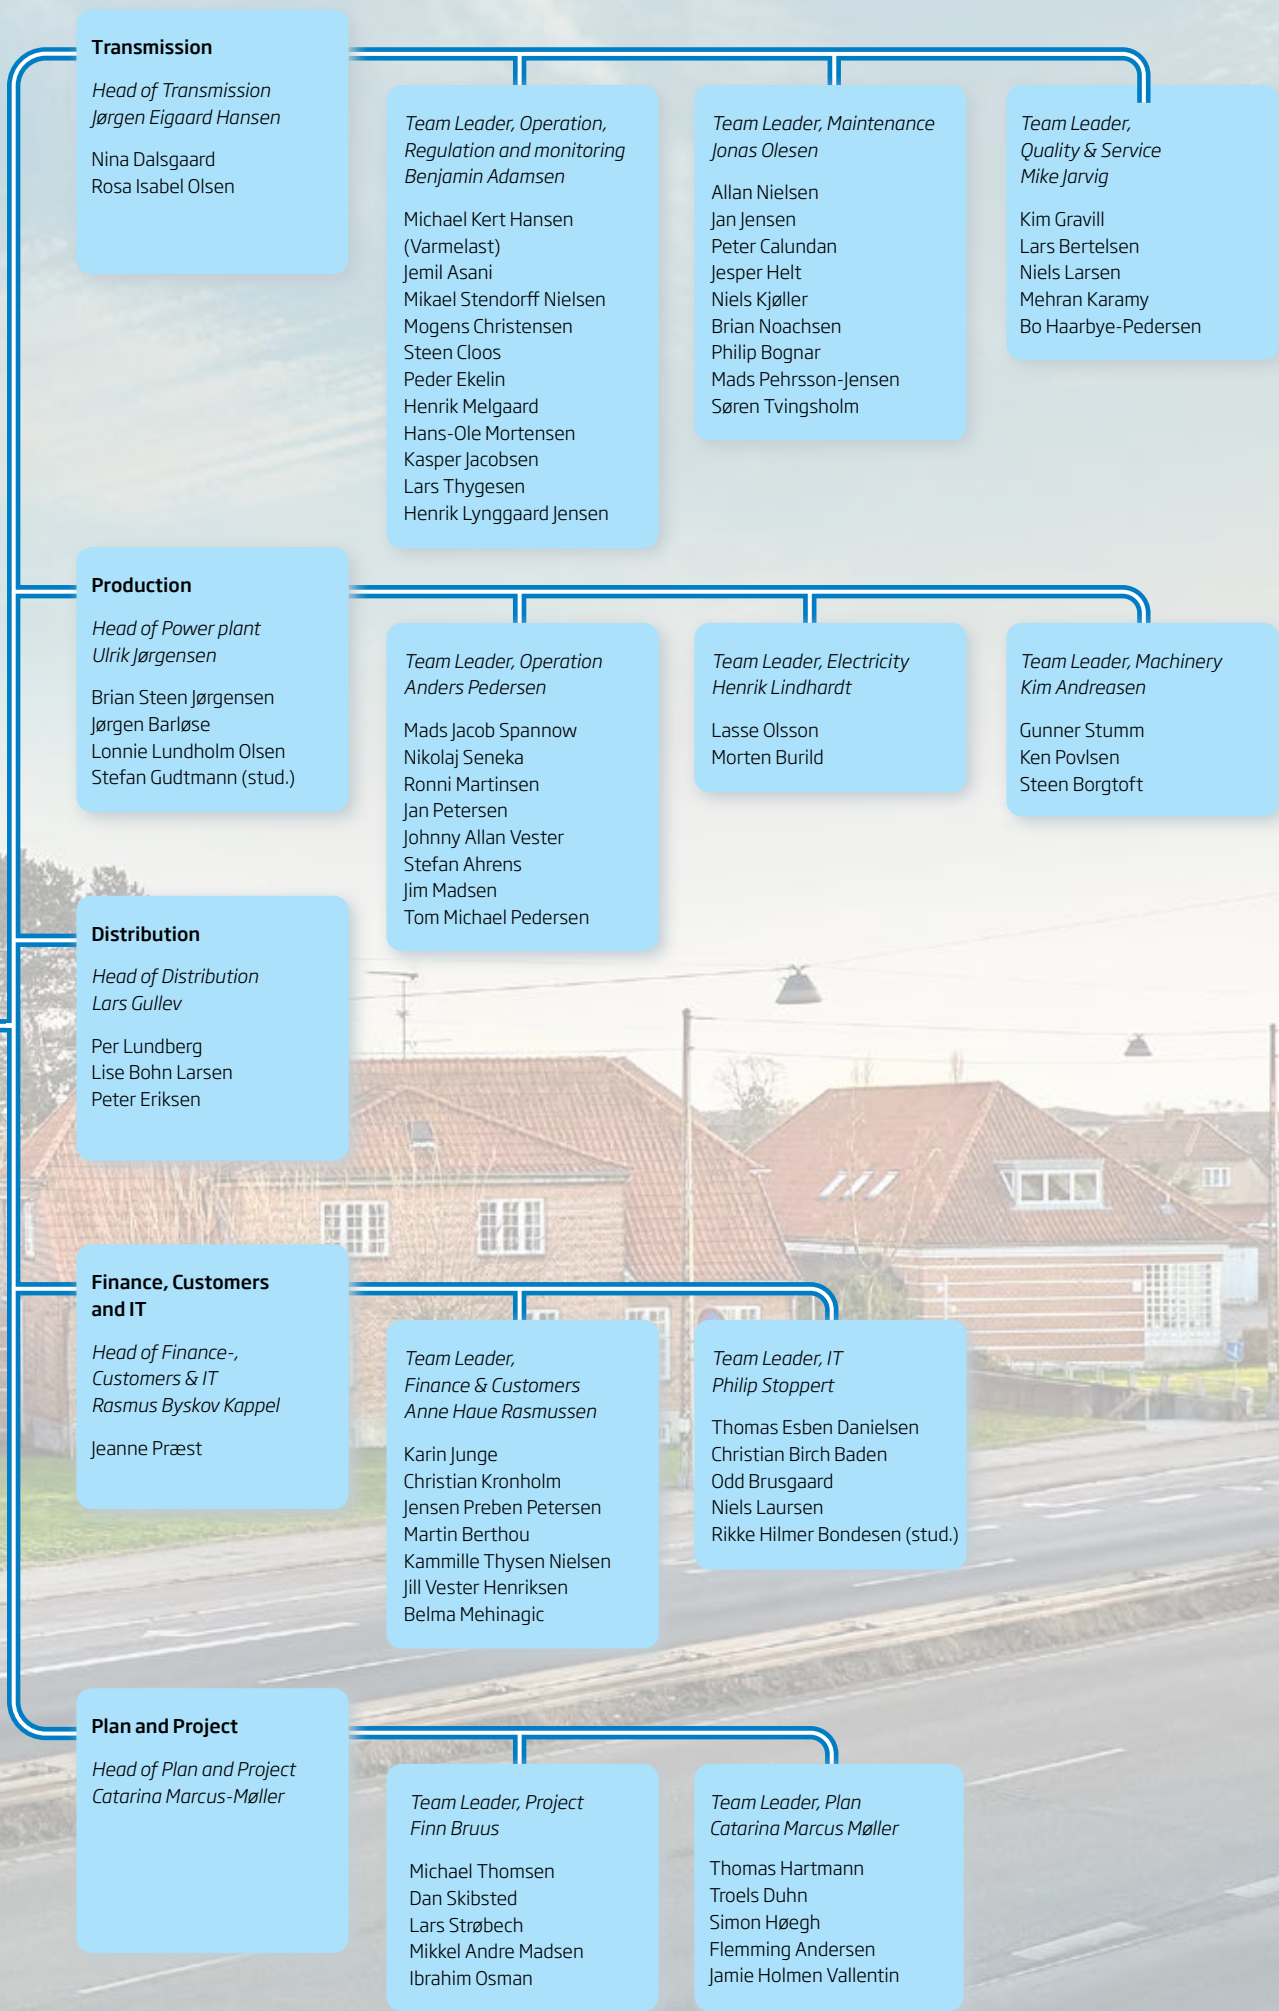 Transmission
Head of Transmission
Jørgen Eigaard Hansen
Nina Dalsgaard
Rosa Isabel Olsen
Team Leader, Operation,
Regulation and monitoring
Benjamin Adamsen
Michael Kert Hansen
(Varmelast)
Jemil Asani
Mikael Stendorff Nielsen
Mogens Christensen
Steen Cloos
Peder Ekelin
Henrik Melgaard
Hans-Ole Mortensen
Kasper Jacobsen
Lars Thygesen
Henrik Lynggaard Jensen
Team Leader, Maintenance
Jonas Olesen
Allan Nielsen
Jan Jensen
Peter Calundan
Jesper Helt
Niels Kjøller
Brian Noachsen
Philip Bognar
Mads Pehrsson-Jensen
Søren Tvingsholm
Team Leader,
Quality & Service
Mike Jarvig
Kim Gravill
Lars Bertelsen
Niels Larsen
Mehran Karamy
Bo Haarbye-Pedersen
Production
Head of Power plant
Ulrik Jørgensen
Brian Steen Jørgensen
Jørgen Barløse
Lonnie Lundholm Olsen
Stefan Gudtmann (stud.)
Team Leader, Operation
Anders Pedersen
Mads Jacob Spannow
Nikolaj Seneka
Ronni Martinsen
Jan Petersen
Johnny Allan Vester
Stefan Ahrens
Jim Madsen
Tom Michael Pedersen
Team Leader, Electricity
Henrik Lindhardt
Lasse Olsson
Morten Burild
Team Leader, Machinery
Kim Andreasen
Gunner Stumm
Ken Povlsen
Steen Borgtoft
Distribution
Head of Distribution
Lars Gullev
Per Lundberg
Lise Bohn Larsen
Peter Eriksen
Finance, Customers
and IT
Head of Finance-,
Customers & IT
Rasmus Byskov Kappel
Jeanne Præst
Team Leader,
Finance & Customers
Anne Haue Rasmussen
Karin Junge
Christian Kronholm
Jensen Preben Petersen
Martin Berthou
Kammille Thysen Nielsen
Jill Vester Henriksen
Belma Mehinagic
Team Leader, IT
Philip Stoppert
Thomas Esben Danielsen
Christian Birch Baden
Odd Brusgaard
Niels Laursen
Rikke Hilmer Bondesen (stud.)
Plan and Project
Head of Plan and Project
Catarina Marcus-Møller
Team Leader, Project
Finn Bruus
Michael Thomsen
Dan Skibsted
Lars Strøbech
Mikkel Andre Madsen
Ibrahim Osman
Team Leader, Plan
Catarina Marcus Møller
Thomas Hartmann
Troels Duhn
Simon Høegh
Flemming Andersen
Jamie Holmen Vallentin